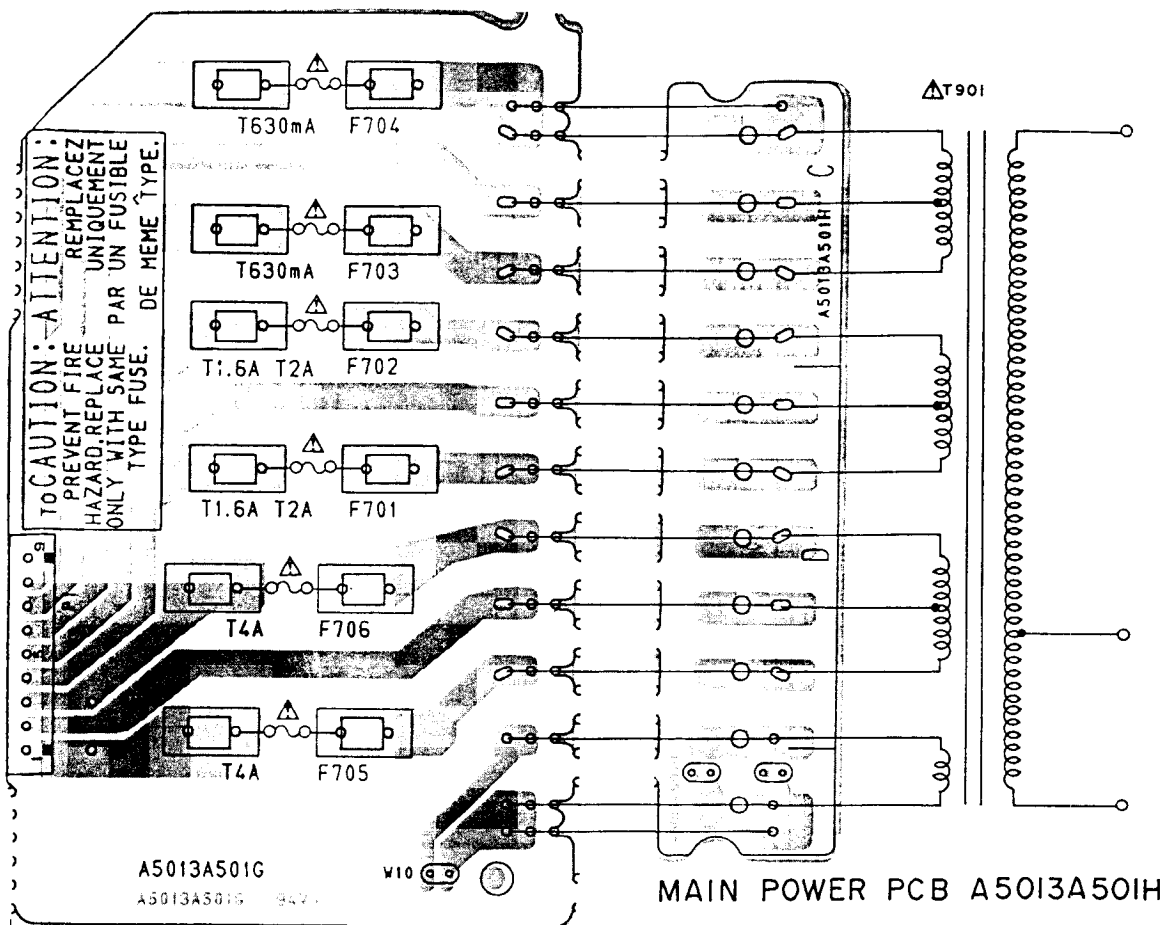 T901
T630mA F704
T630mA F703
T1.6A T2A F702
T1.6A T2A F701
T4A F706
T4A F705
To CAUTION:
PREVENT FIRE
HAZARD,REPLACE
ONLY WITH SAME
TYPE FUSE.
ATTENTION:
REMPLACEZ
UNIQUEMENT
PAR UN FUSIBLE
DE MEME TYPE.
A5013A501H
C
D
1
A5013A501G
A5013A501G
W10
MAIN POWER PCB A5013A501H